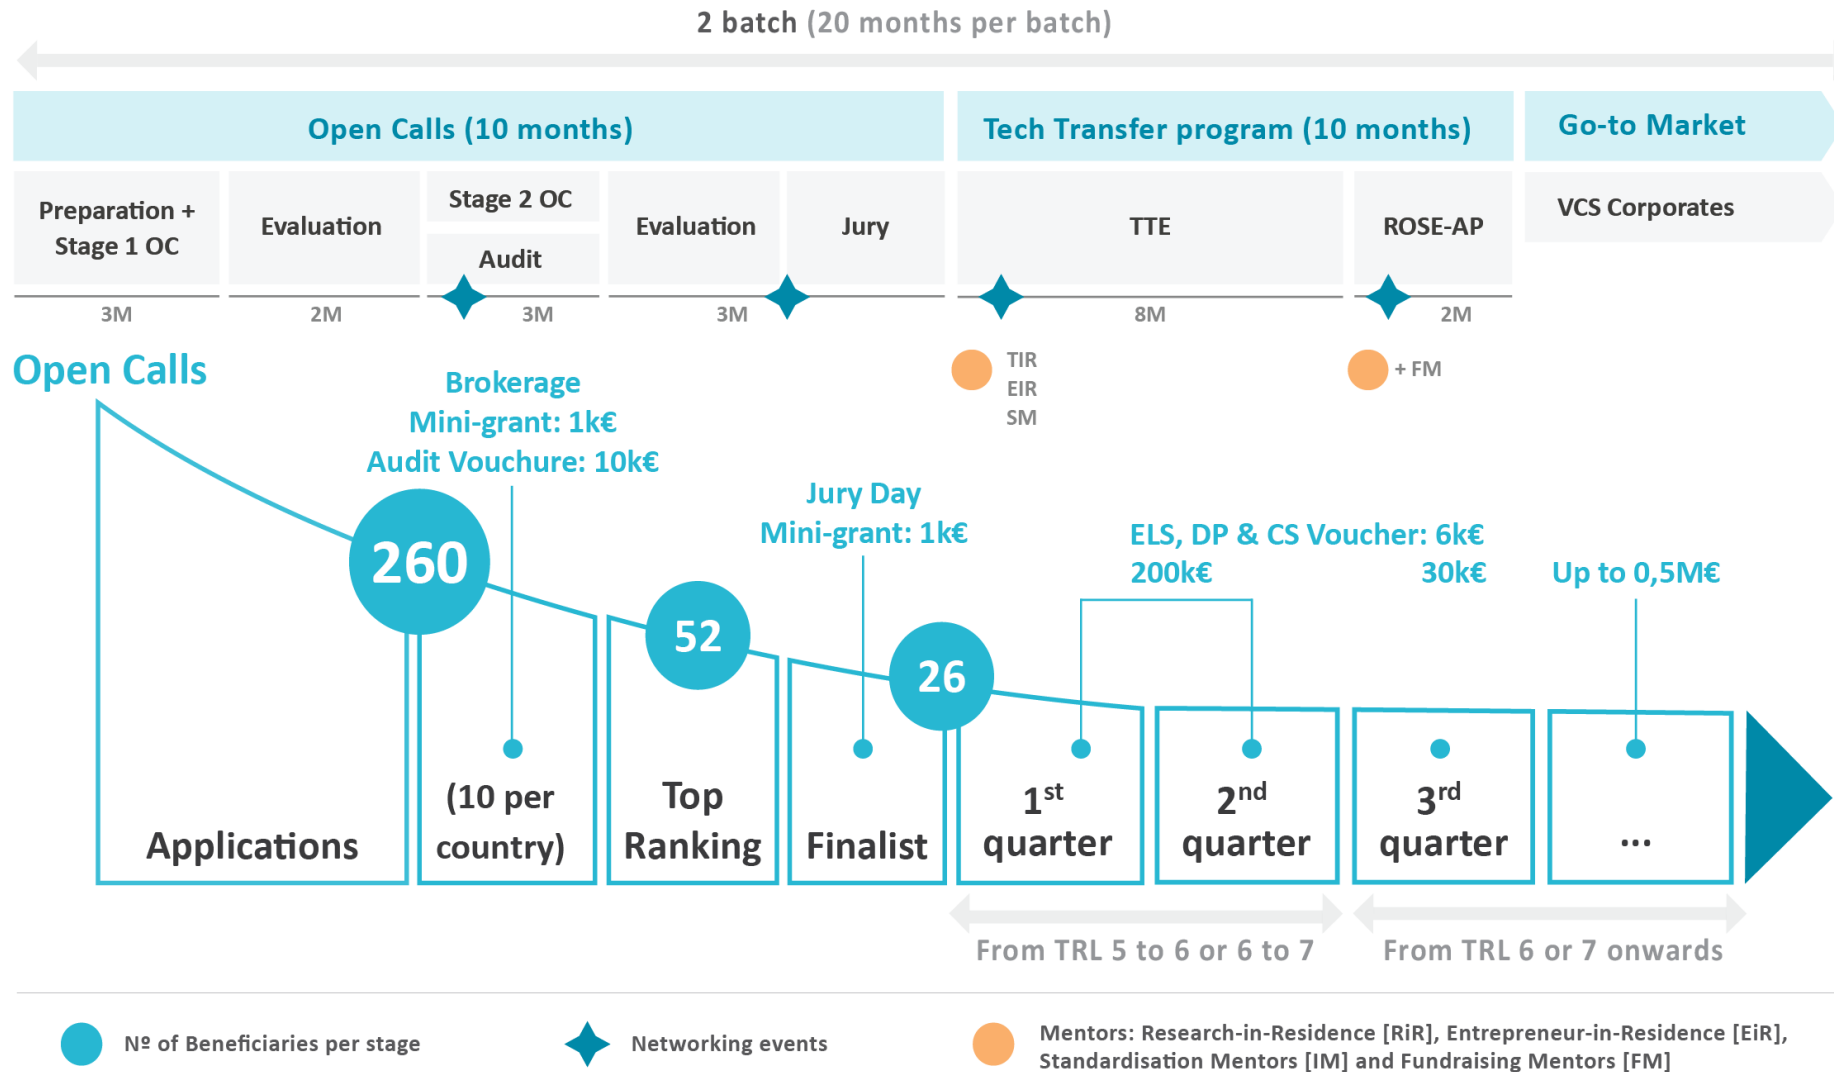 2 batch (20 months per batch)
Open Calls (10 months)
Tech Transfer program (10 months)
Go-to Market
Preparation +
Stage 1 OC
Evaluation
Stage 2 OC
Audit
Evaluation
Jury
TTE
ROSE-AP
VCS Corporates
3M
2M
3M
3M
8M
2M
Open Calls
TIR
EIR
SM
+ FM
Brokerage
Mini-grant: 1k€
Audit Vouchure: 10k€
Jury Day
Mini-grant: 1k€
ELS, DP & CS Voucher: 6k€
200k€ 30k€
Up to 0,5M€
260
52
26
Applications
(10 per
country)
Top
Ranking
Finalist
1st
quarter
2nd
quarter
3rd
quarter
...
From TRL 5 to 6 or 6 to 7
From TRL 6 or 7 onwards
Nº of Beneficiaries per stage
Networking events
Mentors: Research-in-Residence [RiR], Entrepreneur-in-Residence [EiR],
Standardisation Mentors [IM] and Fundraising Mentors [FM]